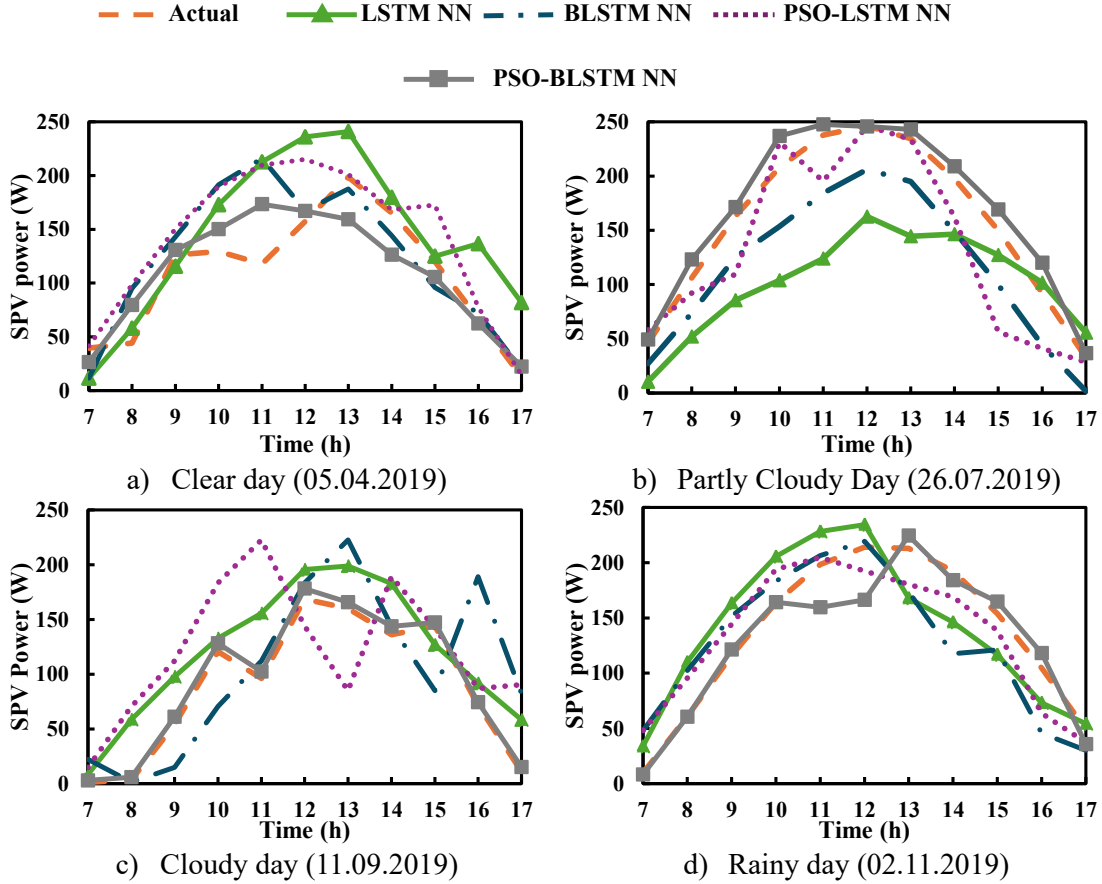 Actual LSTM NN BLSTM NN PSO-LSTM NN
PSO-BLSTM NN
250
200
150
100
50
0
SPV power (W)
7 8 9 10 11 12 13 14 15 16 17
Time (h)
a) Clear day (05.04.2019)
250
200
150
100
50
0
SPV power (W)
7 8 9 10 11 12 13 14 15 16 17
Time (h)
b) Partly Cloudy Day (26.07.2019)
250
200
150
100
50
0
SPV Power (W)
7 8 9 10 11 12 13 14 15 16 17
Time (h)
c) Cloudy day (11.09.2019)
250
200
150
100
50
0
SPV power (W)
7 8 9 10 11 12 13 14 15 16 17
Time (h)
d) Rainy day (02.11.2019)